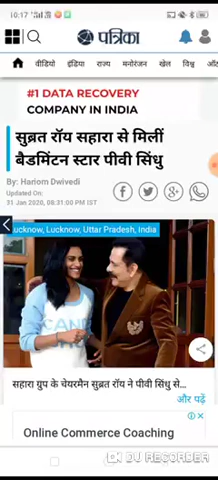 10:17
पत्रिका
वीडियो इंडिया राज्य मनोरंजन खेल विश्व
#1 DATA RECOVERY
COMPANY IN INDIA
सुब्रत रॉय सहारा से मिलीं
बैडमिंटन स्टार पीवी सिंधु
By: Hariom Dwivedi
Updated On:
31 Jan 2020, 08:31:00 PM IST
ucknow, Lucknow, Uttar Pradesh, India
सहारा ग्रुप के चेयरमैन सुब्रत रॉय ने पीवी सिंधु से...
और पढ़ें
Online Commerce Coaching
DU RECORDER